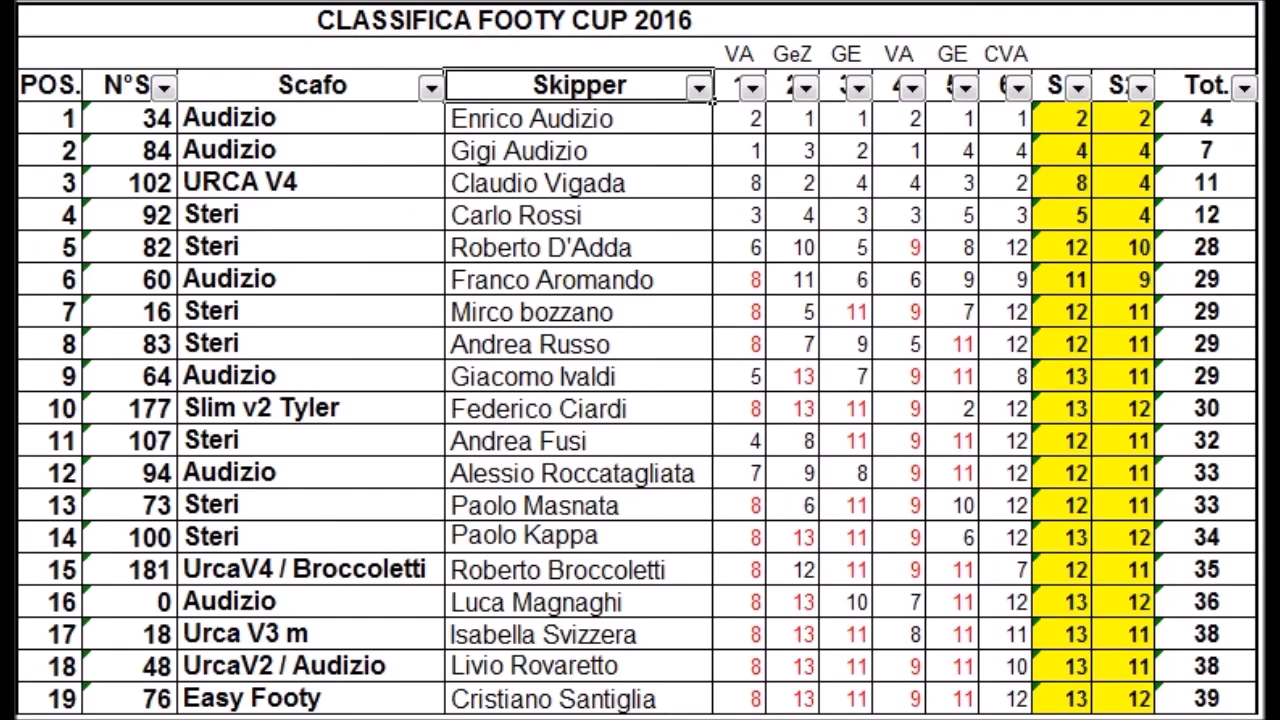 CLASSIFICA FOOTY CUP 2016
VA GeZ GE VA GE CVA
POS. N°S Scafo Skipper S Tot.
1 34 Audizio Enrico Audizio 2 1 1 2 1 1 2 2 4
2 84 Audizio Gigi Audizio 1 3 2 1 4 4 4 4 7
3 102 URCA V4 Claudio Vigada 8 2 4 4 3 2 8 4 11
4 92 Steri Carlo Rossi 3 4 3 3 5 3 5 4 12
5 82 Steri Roberto D'Adda 6 10 5 9 8 12 12 10 28
6 60 Audizio Franco Aromando 8 11 6 6 9 9 11 9 29
7 16 Steri Mirco bozzano 8 5 11 9 7 12 12 11 29
8 83 Steri Andrea Russo 8 7 9 5 11 12 12 11 29
9 64 Audizio Giacomo Ivaldi 5 13 7 9 11 8 13 11 29
10 177 Slim v2 Tyler Federico Ciardi 8 13 11 9 2 12 13 12 30
11 107 Steri Andrea Fusi 4 8 11 9 11 12 12 11 32
12 94 Audizio Alessio Roccatagliata 7 9 8 9 11 12 12 11 33
13 73 Steri Paolo Masnata 8 6 11 9 10 12 12 11 33
14 100 Steri Paolo Kappa 8 13 11 9 6 12 13 12 34
15 181 UrcaV4 / Broccoletti Roberto Broccoletti 8 12 11 9 11 7 12 11 35
16 0 Audizio Luca Magnaghi 8 13 10 7 11 12 13 12 36
17 18 Urca V3 m Isabella Svizzera 8 13 11 8 11 11 13 11 38
18 48 UrcaV2 / Audizio Livio Rovaretto 8 13 11 9 11 10 13 11 38
19 76 Easy Footy Cristiano Santiglia 8 13 11 9 11 12 13 12 39